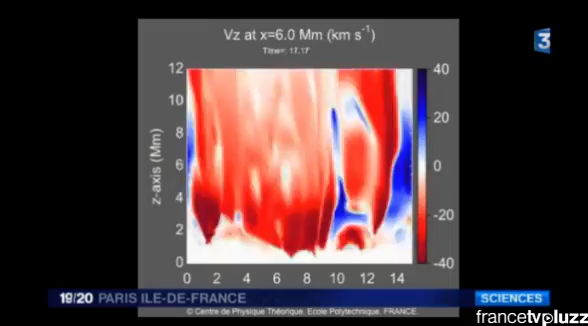 Vz at x=6.0 Mm (km s⁻¹)
Time=: 17.17'
3
12
10
8
6
4
2
0
z-axis (Mm)
0 2 4 6 8 10 12 14
40
20
0
-20
-40
19/20 PARIS ILE-DE-FRANCE
SCIENCES
© Centre de Physique Théorique, Ecole Polytechnique, FRANCE
francetvpluzz